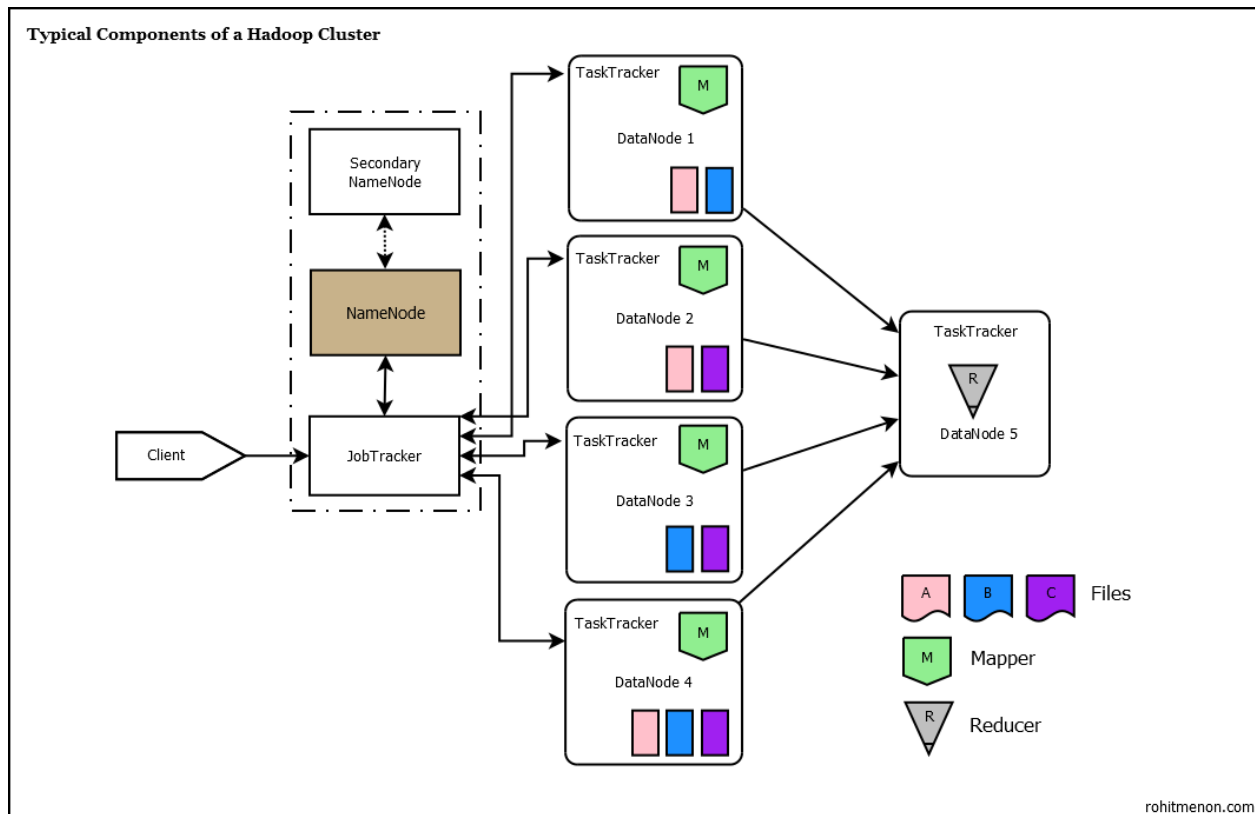 Typical Components of a Hadoop Cluster
Secondary
NameNode
NameNode
Client
JobTracker
TaskTracker
M
DataNode 1
TaskTracker
M
DataNode 2
TaskTracker
M
DataNode 3
TaskTracker
M
DataNode 4
TaskTracker
R
DataNode 5
A B C Files
M Mapper
R Reducer
rohitmenon.com